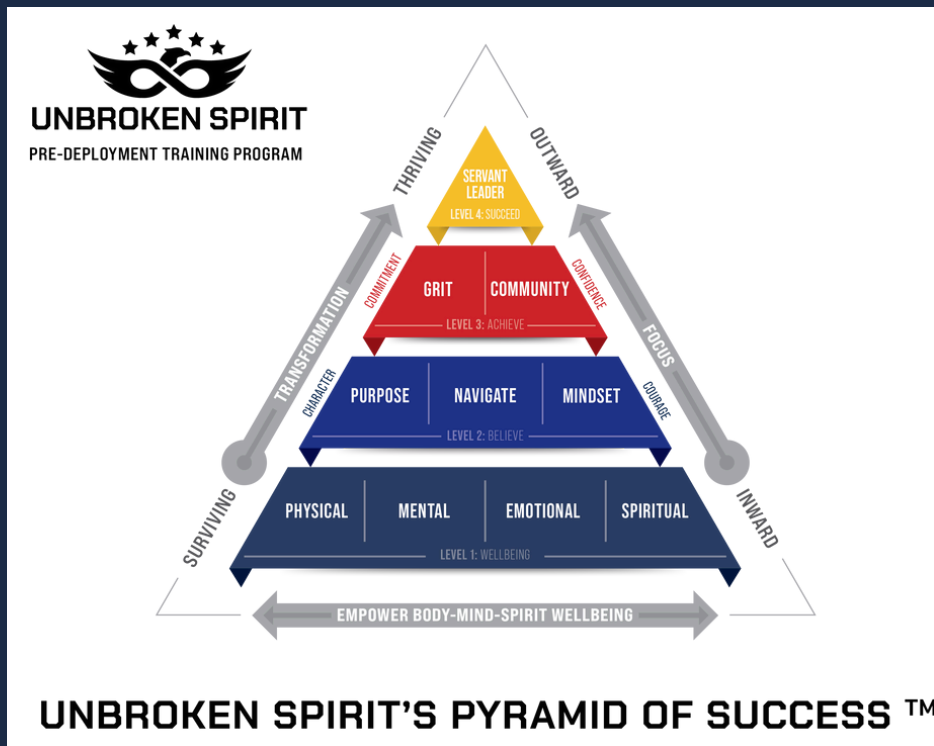 UNBROKEN SPIRIT
PRE-DEPLOYMENT TRAINING PROGRAM
THRIVING
OUTWARD
SERVANT
LEADER
LEVEL 4: SUCCEED
COMMITMENT
GRIT
COMMUNITY
CONFIDENCE
LEVEL 3: ACHIEVE
TRANSFORMATION
FOCUS
CHARACTER
PURPOSE
NAVIGATE
MINDSET
COURAGE
LEVEL 2: BELIEVE
SURVIVING
PHYSICAL
MENTAL
EMOTIONAL
SPIRITUAL
INWARD
LEVEL 1: WELLBEING
EMPOWER BODY-MIND-SPIRIT WELLBEING
UNBROKEN SPIRIT'S PYRAMID OF SUCCESS ™